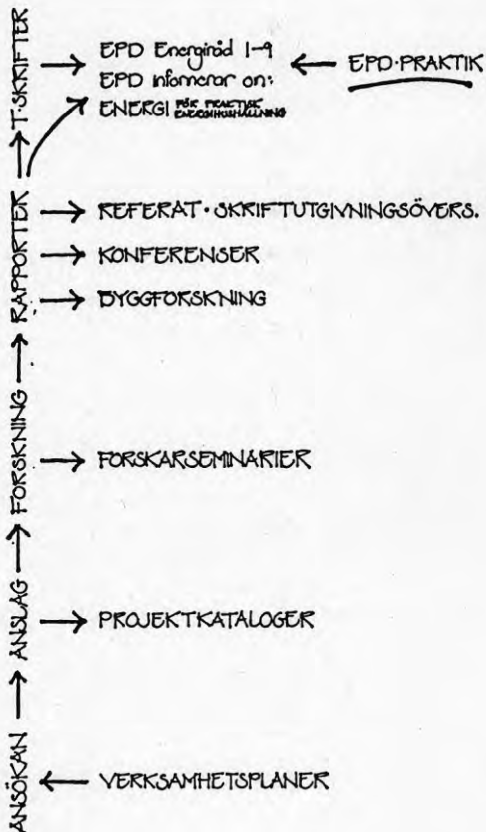 T-SKRIFTER
EPD Energiråd 1-9
EPD informerar on:
ENERGI FÖR PRAKTISK
ENERGIHUSHÅLLNING
EPD·PRAKTIK
RAPPORTER
REFERAT · SKRIFTUTGIVNINGSÖVERS.
KONFERENSER
BYGGFORSKNING
FORSKNING
FORSKARSEMINARIER
ANSLAG
PROJEKTKATALOGER
ANSÖKAN
VERKSAMHETSPLANER